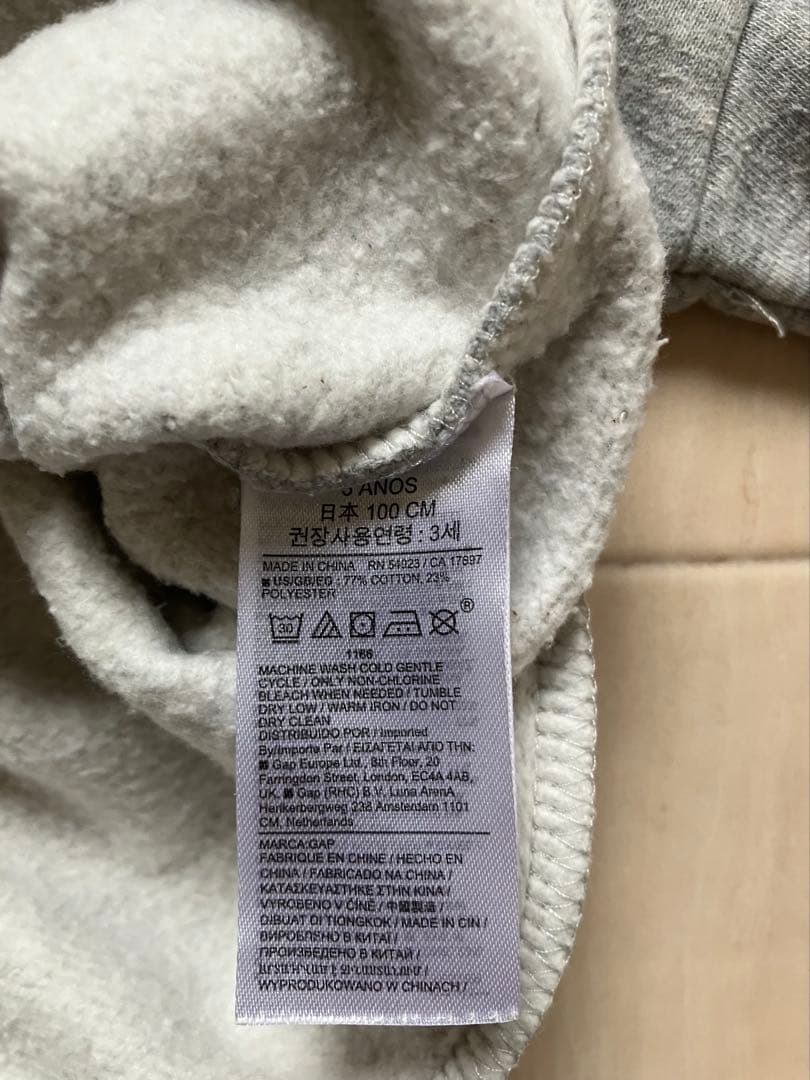 ANOS
日本 100 CM
권장사용연령 : 3세
MADE IN CHINA RN 54023 / CA 17897
■ US/GB/EG : 77% COTTON, 23%
POLYESTER
30
®
1166
MACHINE WASH COLD GENTLE
CYCLE / ONLY NON-CHLORINE
BLEACH WHEN NEEDED / TUMBLE
DRY LOW / WARM IRON / DO NOT
DRY CLEAN
DISTRIBUIDO POR / Imported
By/Importe Par / ΕΙΣΑΓΕΤΑΙ ΑΠΟ ΤΗΝ:
■ Gap Europe Ltd., 8th Floor, 20
Farringdon Street, London, EC4A 4AB,
UK. ■ Gap (RHC) B.V. Luna ArenA
Herikerbergweg 238 Amsterdam 1101
CM, Netherlands
MARCA:GAP
FABRIQUE EN CHINE / HECHO EN
CHINA / FABRICADO NA CHINA /
ΚΑΤΑΣΚΕΥΑΣΤΗΚΕ ΣΤΗΝ ΚΙΝΑ /
VYROBENO V ČÍNĚ / 中國製造 /
DIBUAT DI TIONGKOK / MADE IN CIN /
ВИРОБЛЕНО В КИТАЇ /
ПРОИЗВЕДЕНО В КИТАЙ /
ԱՐՏԱԴՐՎԱԾ Է ՉԻՆԱՍՏԱՆՈՒՄ /
WYPRODUKOWANO W CHINACH /